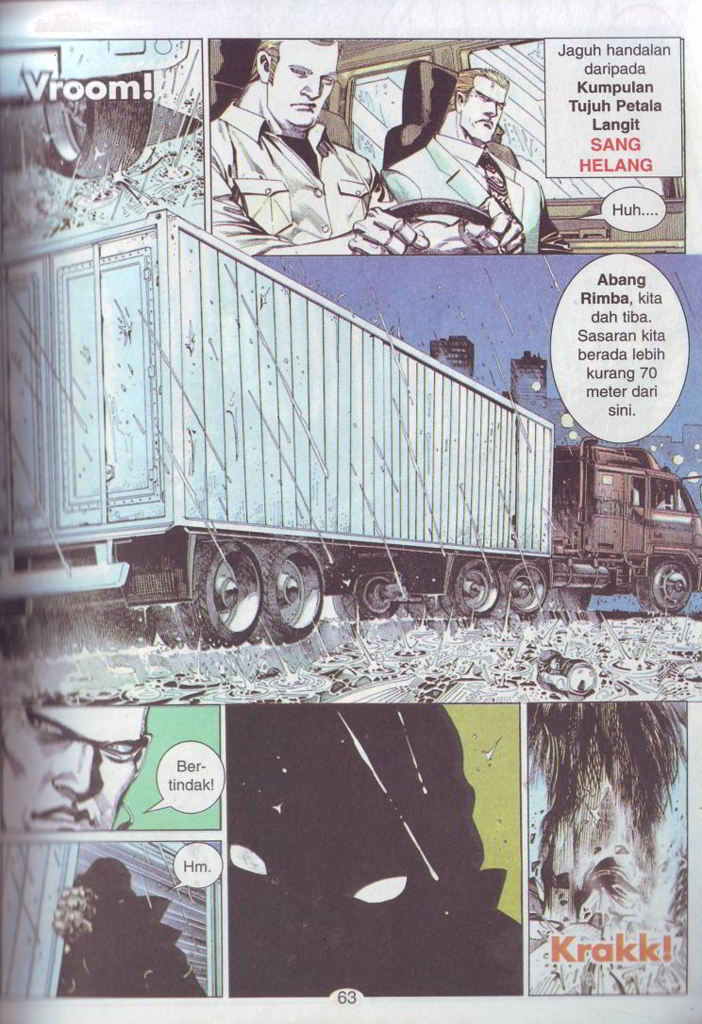 Vroom!
Jaguh handalan
daripada
Kumpulan
Tujuh Petala
Langit
SANG
HELANG
Huh....
Abang
Rimba, kita
dah tiba.
Sasaran kita
berada lebih
kurang 70
meter dari
sini.
Ber-
tindak!
Hm.
Krakk!
63